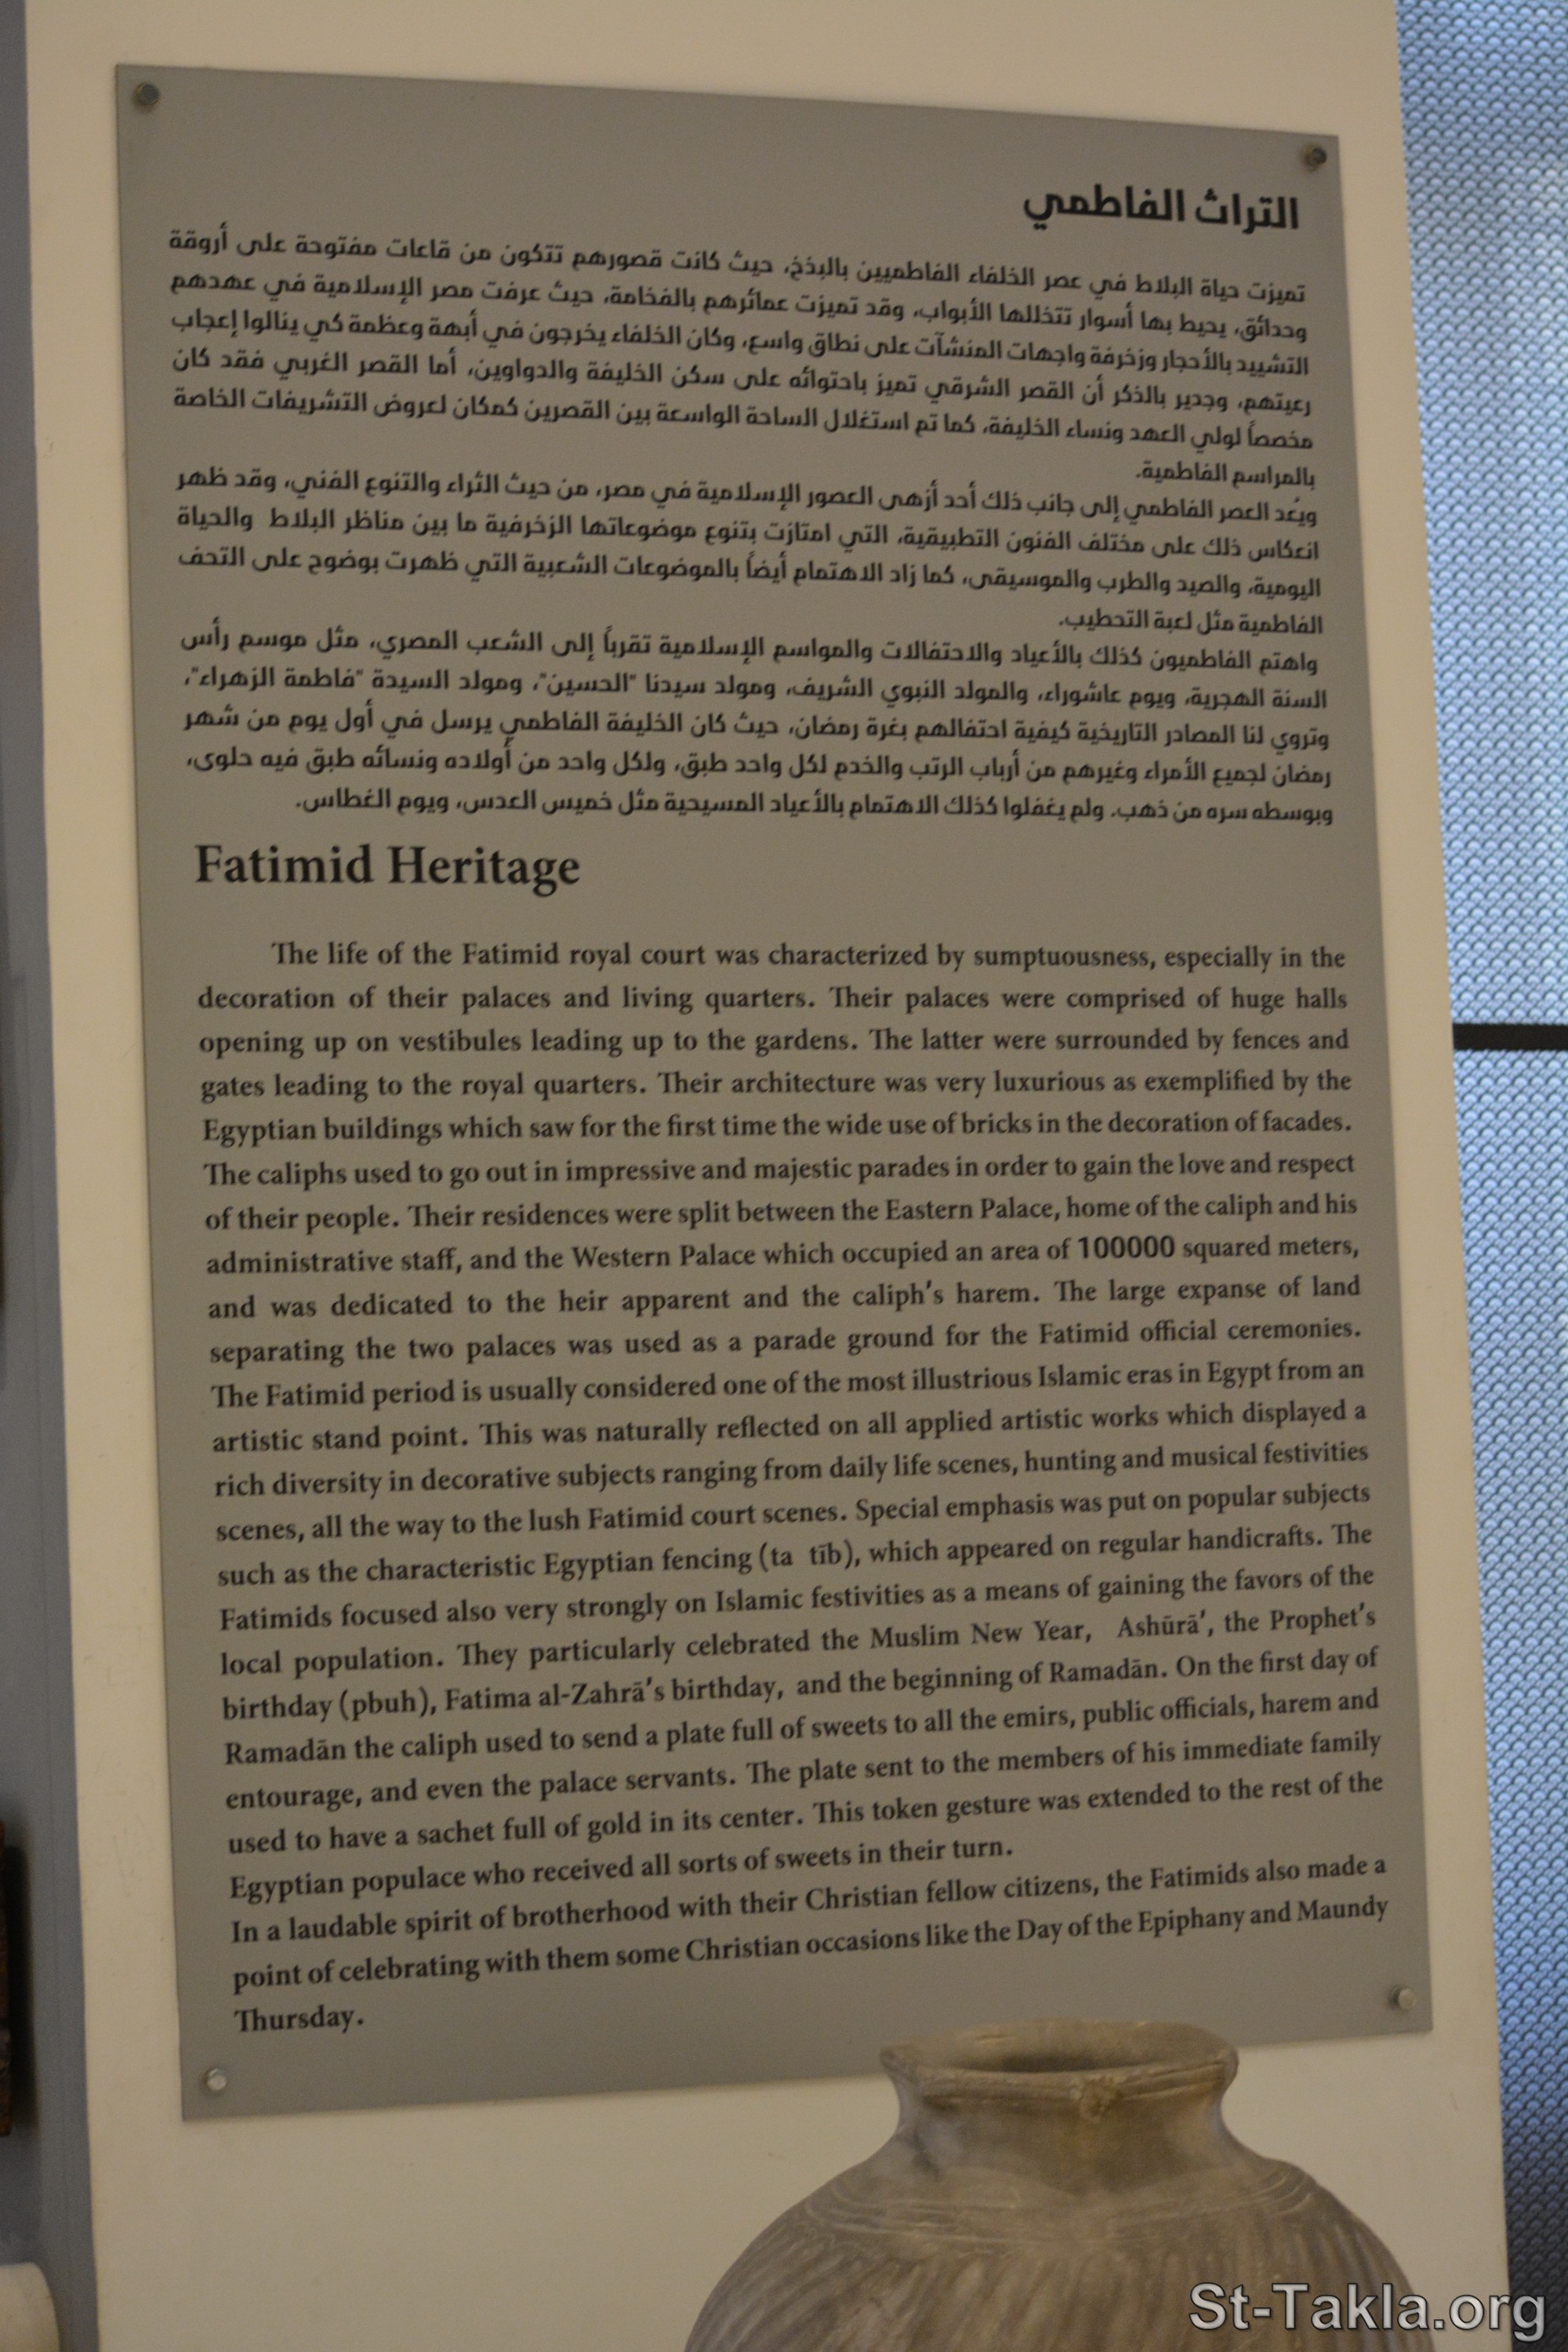 التراث الفاطمي
تميزت حياة البلاط في عصر الخلفاء الفاطميين بالبذخ، حيث كانت قصورهم تتكون من قاعات مفتوحة على أروقة
وحدائق، يحيط بها أسوار تتخللها الأبواب، وقد تميزت عمائرهم بالفخامة، حيث عرفت مصر الإسلامية في عهدهم
التشييد بالأحجار وزخرفة واجهات المنشآت على نطاق واسع، وكان الخلفاء يخرجون في أبهة وعظمة كي ينالوا إعجاب
رعيتهم، وجدير بالذكر أن القصر الشرقي تميز باحتوائه على سكن الخليفة والدواوين، أما القصر الغربي فقد كان
مخصصاً لولي العهد ونساء الخليفة، كما تم استغلال الساحة الواسعة بين القصرين كمكان لعروض التشريفات الخاصة
بالمراسم الفاطمية.
ويُعد العصر الفاطمي إلى جانب ذلك أحد أزهى العصور الإسلامية في مصر، من حيث الثراء والتنوع الفني، وقد ظهر
انعكاس ذلك على مختلف الفنون التطبيقية، التي امتازت بتنوع موضوعاتها الزخرفية ما بين مناظر البلاط والحياة
اليومية، والصيد والطرب والموسيقى، كما زاد الاهتمام أيضاً بالموضوعات الشعبية التي ظهرت بوضوح على التحف
الفاطمية مثل لعبة التحطيب.
واهتم الفاطميون كذلك بالأعياد والاحتفالات والمواسم الإسلامية تقرباً إلى الشعب المصري، مثل موسم رأس
السنة الهجرية، ويوم عاشوراء، والمولد النبوي الشريف، ومولد سيدنا "الحسين"، ومولد السيدة "فاطمة الزهراء"،
وتروي لنا المصادر التاريخية كيفية احتفالهم بغرة رمضان، حيث كان الخليفة الفاطمي يرسل في أول يوم من شهر
رمضان لجميع الأمراء وغيرهم من أرباب الرتب والخدم لكل واحد طبق، ولكل واحد من أولاده ونسائه طبق فيه حلوى،
وبوسطه سره من ذهب. ولم يغفلوا كذلك الاهتمام بالأعياد المسيحية مثل خميس العدس، ويوم الغطاس.
Fatimid Heritage
The life of the Fatimid royal court was characterized by sumptuousness, especially in the
decoration of their palaces and living quarters. Their palaces were comprised of huge halls
opening up on vestibules leading up to the gardens. The latter were surrounded by fences and
gates leading to the royal quarters. Their architecture was very luxurious as exemplified by the
Egyptian buildings which saw for the first time the wide use of bricks in the decoration of facades.
The caliphs used to go out in impressive and majestic parades in order to gain the love and respect
of their people. Their residences were split between the Eastern Palace, home of the caliph and his
administrative staff, and the Western Palace which occupied an area of 100000 squared meters,
and was dedicated to the heir apparent and the caliph's harem. The large expanse of land
separating the two palaces was used as a parade ground for the Fatimid official ceremonies.
The Fatimid period is usually considered one of the most illustrious Islamic eras in Egypt from an
artistic stand point. This was naturally reflected on all applied artistic works which displayed a
rich diversity in decorative subjects ranging from daily life scenes, hunting and musical festivities
scenes, all the way to the lush Fatimid court scenes. Special emphasis was put on popular subjects
such as the characteristic Egyptian fencing (ta tīb), which appeared on regular handicrafts. The
Fatimids focused also very strongly on Islamic festivities as a means of gaining the favors of the
local population. They particularly celebrated the Muslim New Year, Ashūrā', the Prophet's
birthday (pbuh), Fatima al-Zahrā's birthday, and the beginning of Ramadān. On the first day of
Ramadān the caliph used to send a plate full of sweets to all the emirs, public officials, harem and
entourage, and even the palace servants. The plate sent to the members of his immediate family
used to have a sachet full of gold in its center. This token gesture was extended to the rest of the
Egyptian populace who received all sorts of sweets in their turn.
In a laudable spirit of brotherhood with their Christian fellow citizens, the Fatimids also made a
point of celebrating with them some Christian occasions like the Day of the Epiphany and Maundy
Thursday.
St-Takla.org